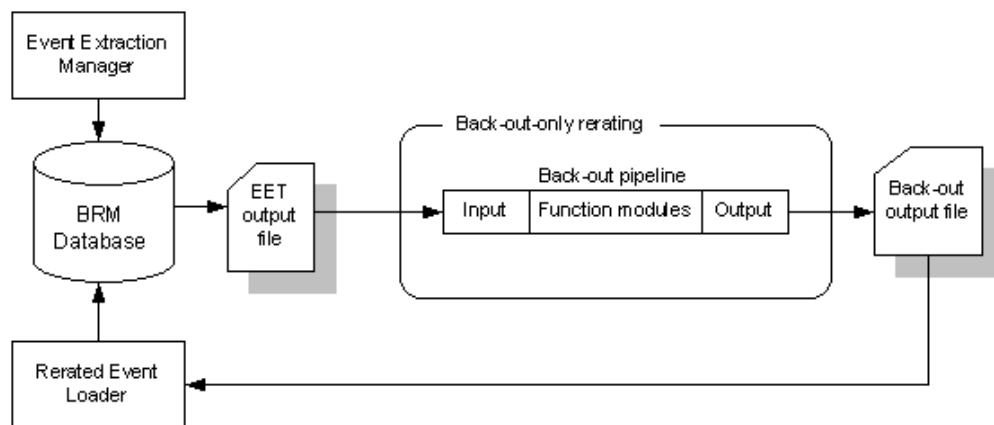 Event Extraction
Manager
BRM
Database
EET
output
file
Back-out-only rerating
Back-out pipeline
Input
Function modules
Output
Back-out
output file
Rerated Event
Loader